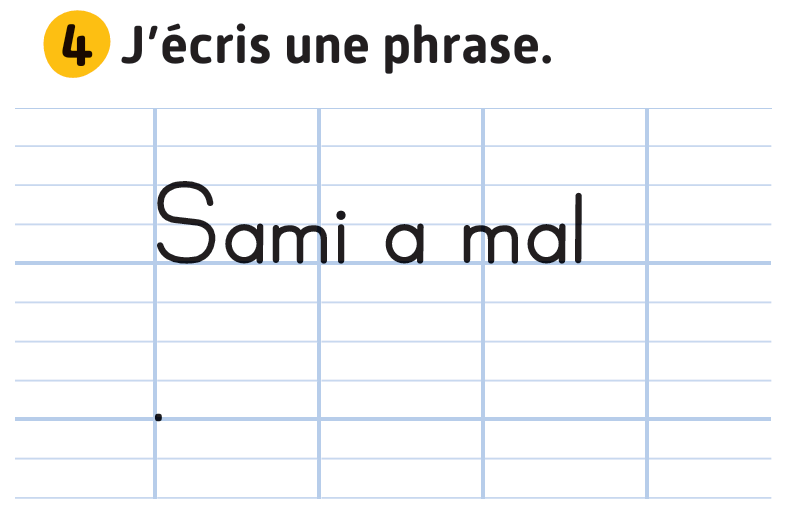 4 J'écris une phrase.
Sami a mal
.